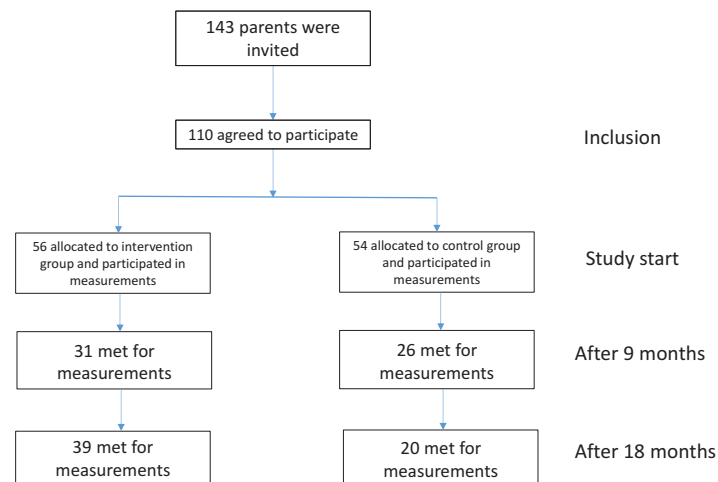 143 parents were
invited
110 agreed to participate
Inclusion
56 allocated to intervention
group and participated in
measurements
54 allocated to control group
and participated in
measurements
Study start
31 met for
measurements
26 met for
measurements
After 9 months
39 met for
measurements
20 met for
measurements
After 18 months